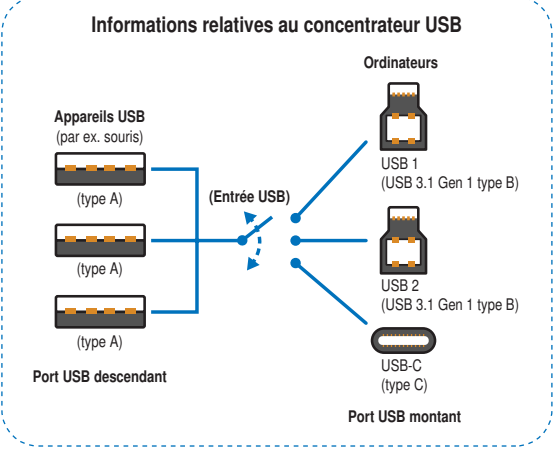 Informations relatives au concentrateur USB
Appareils USB
(par ex. souris)
(type A)
(type A)
(type A)
Port USB descendant
(Entrée USB)
Ordinateurs
USB 1
(USB 3.1 Gen 1 type B)
USB 2
(USB 3.1 Gen 1 type B)
USB-C
(type C)
Port USB montant